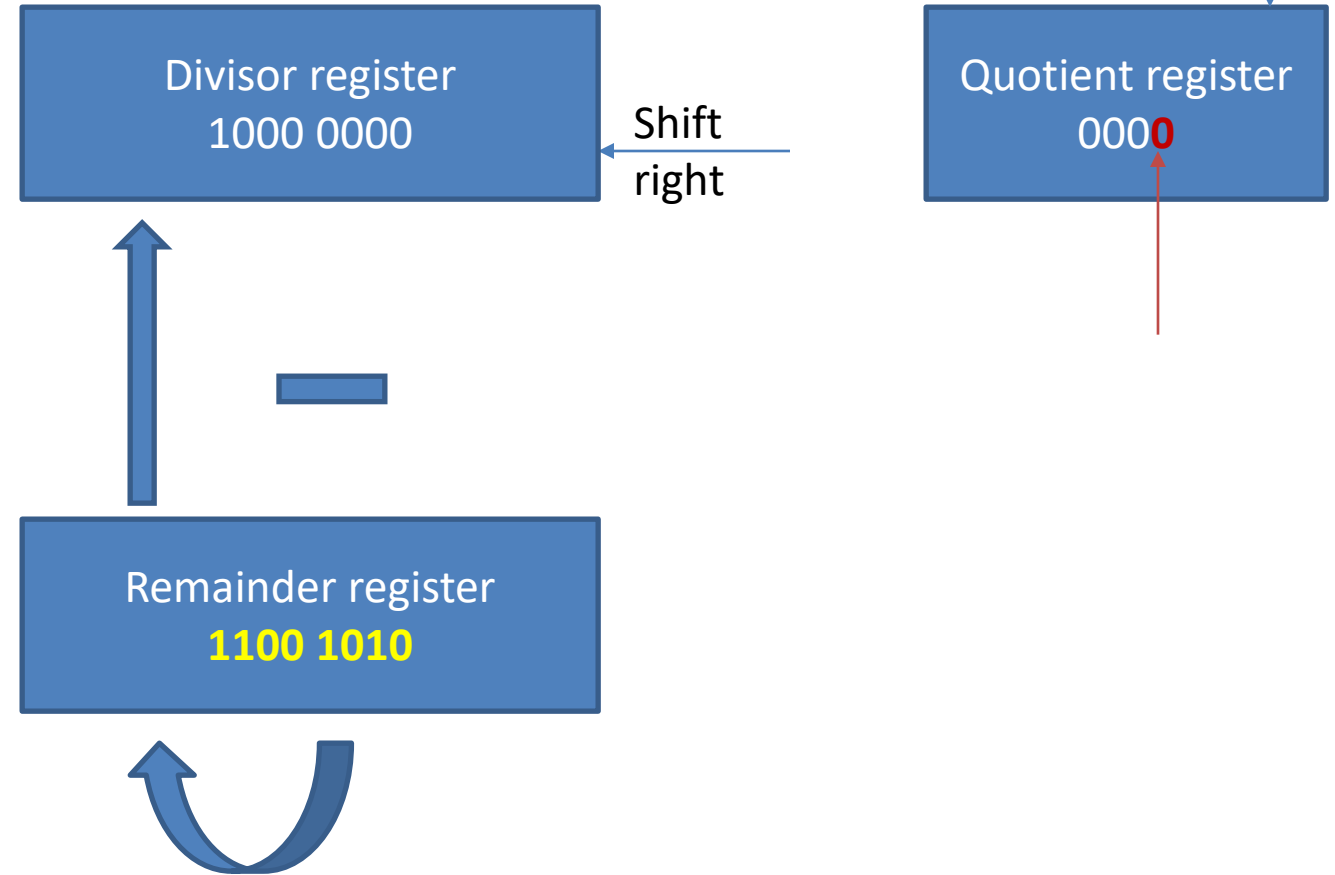 Divisor register
1000 0000
Shift
right
Quotient register
0000
Remainder register
1100 1010